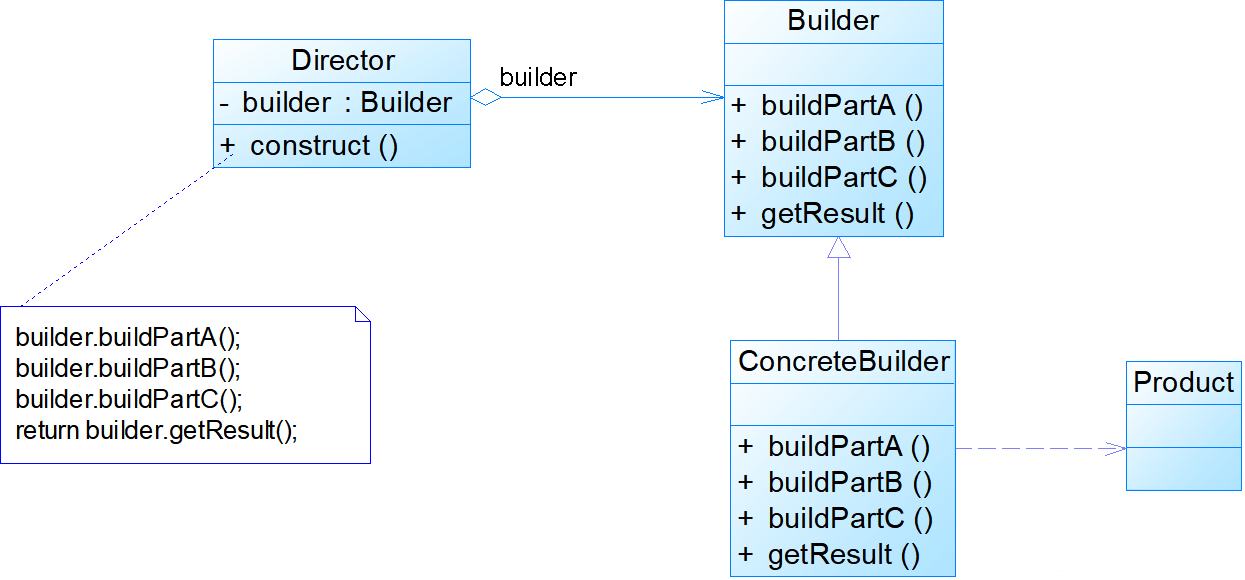 Director
- builder : Builder
+ construct ()
builder
Builder
+ buildPartA ()
+ buildPartB ()
+ buildPartC ()
+ getResult ()
builder.buildPartA();
builder.buildPartB();
builder.buildPartC();
return builder.getResult();
ConcreteBuilder
+ buildPartA ()
+ buildPartB ()
+ buildPartC ()
+ getResult ()
Product